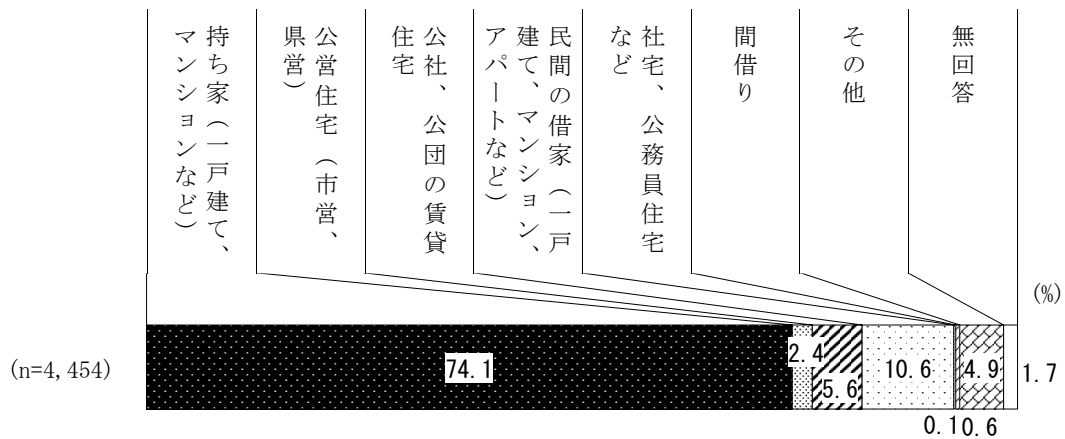 持ち家（一戸建て、
マンションなど）
公営住宅（市営、
県営）
公社、公団の賃貸
住宅
民間の借家（一戸
建て、マンション、
アパートなど）
社宅、公務員住宅
など
間借り
その他
無回答
(%)
(n=4,454)
74.1
2.4
5.6
10.6
0.1
0.6
4.9
1.7